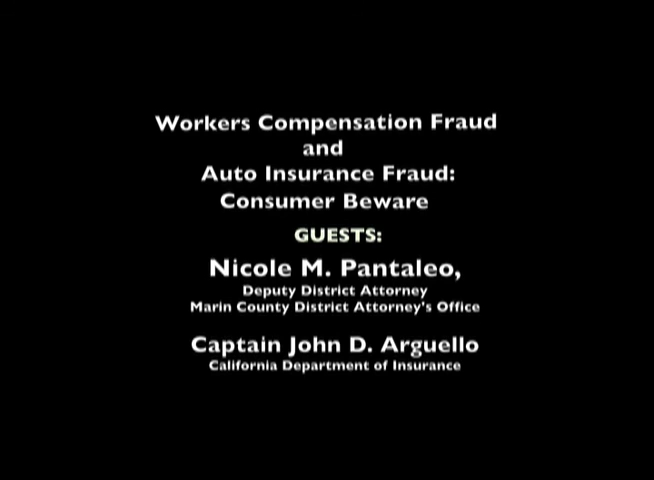 Workers Compensation Fraud
and
Auto Insurance Fraud:
Consumer Beware
GUESTS:
Nicole M. Pantaleo,
Deputy District Attorney
Marin County District Attorney's Office
Captain John D. Arguello
California Department of Insurance